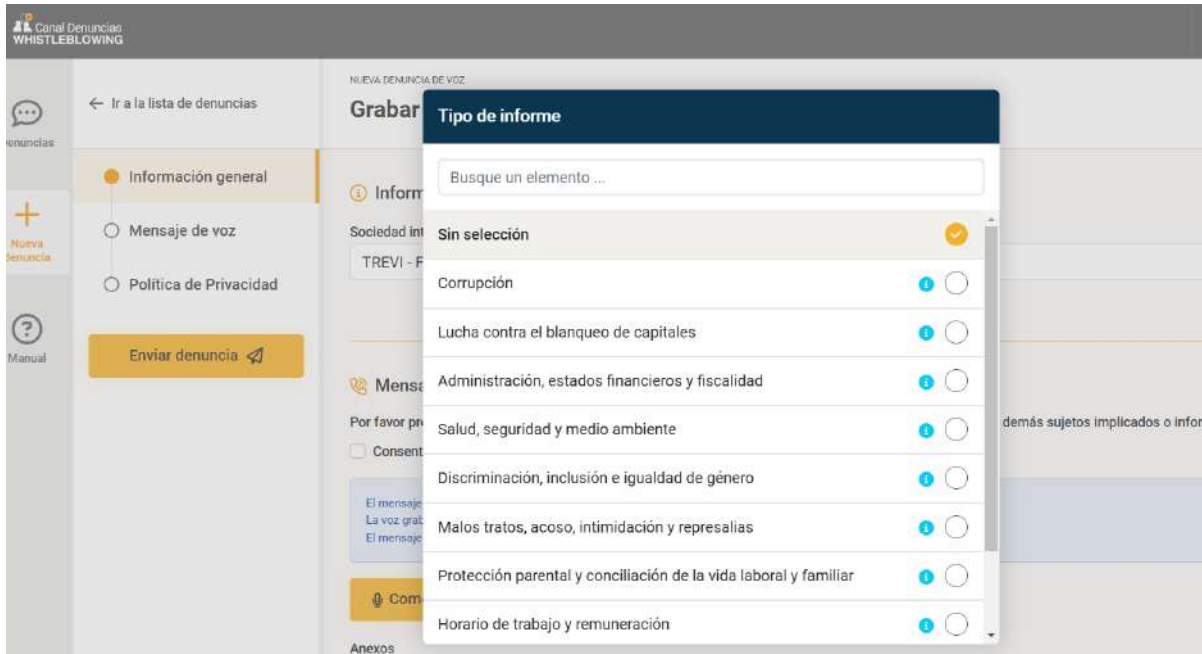 Canal Denuncias
WHISTLEBLOWING
Denuncias
Nueva
denuncia
Manual
← Ir a la lista de denuncias
Información general
Mensaje de voz
Política de Privacidad
Enviar denuncia
NUEVA DENUNCIA DE VOZ
Grabar
Inform
Sociedad int
TREVI - F
Mensa
Por favor pr
demás sujetos implicados o infor
Consent
El mensaje
La voz grab
El mensaje
Com
Anexos
Tipo de informe
Busque un elemento ...
Sin selección
Corrupción
Lucha contra el blanqueo de capitales
Administración, estados financieros y fiscalidad
Salud, seguridad y medio ambiente
Discriminación, inclusión e igualdad de género
Malos tratos, acoso, intimidación y represalias
Protección parental y conciliación de la vida laboral y familiar
Horario de trabajo y remuneración